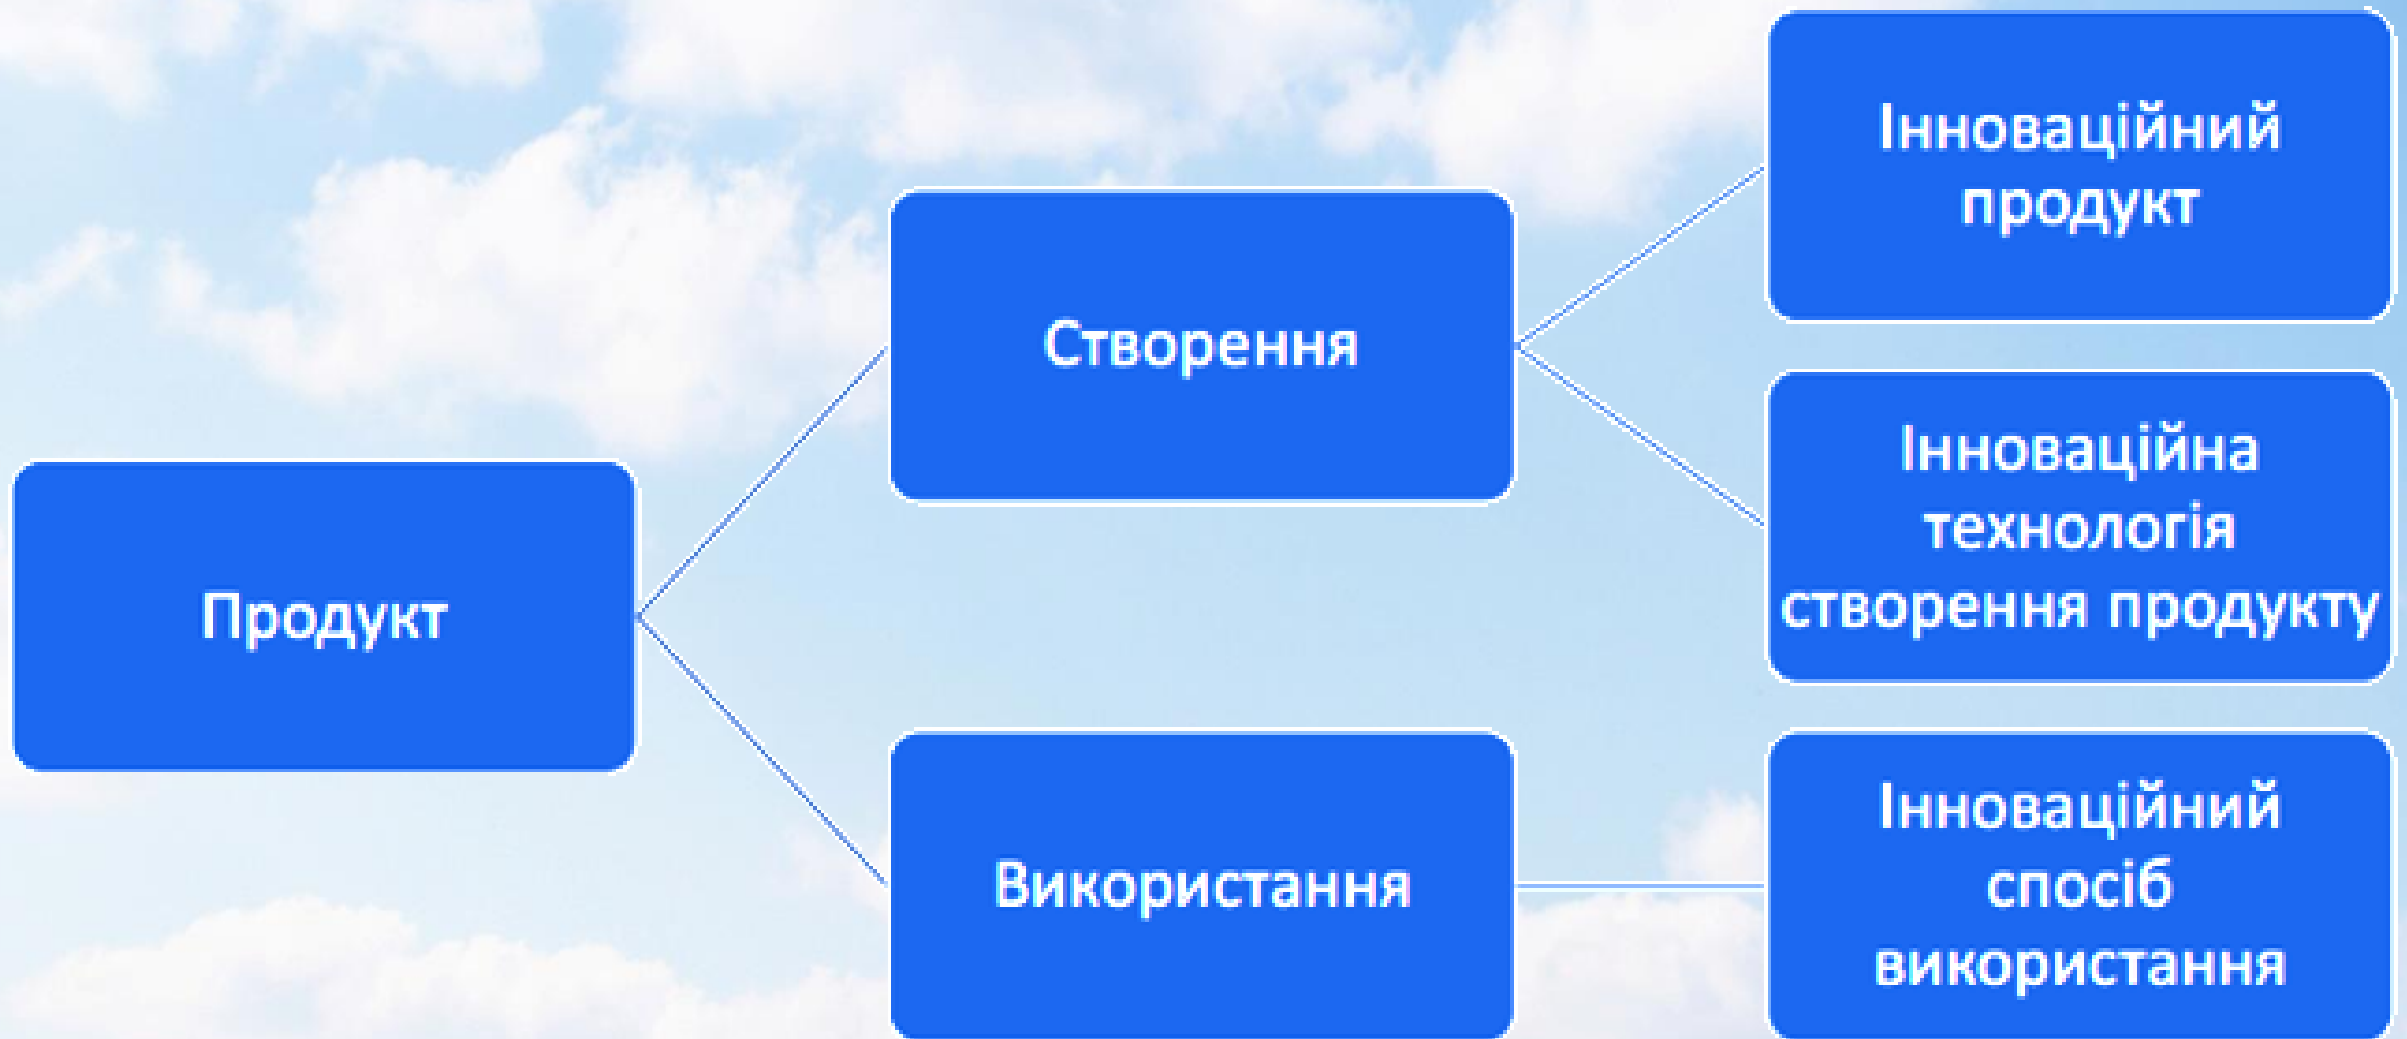 Продукт
Створення
Використання
Інноваційний
продукт
Інноваційна
технологія
створення продукту
Інноваційний
спосіб
використання